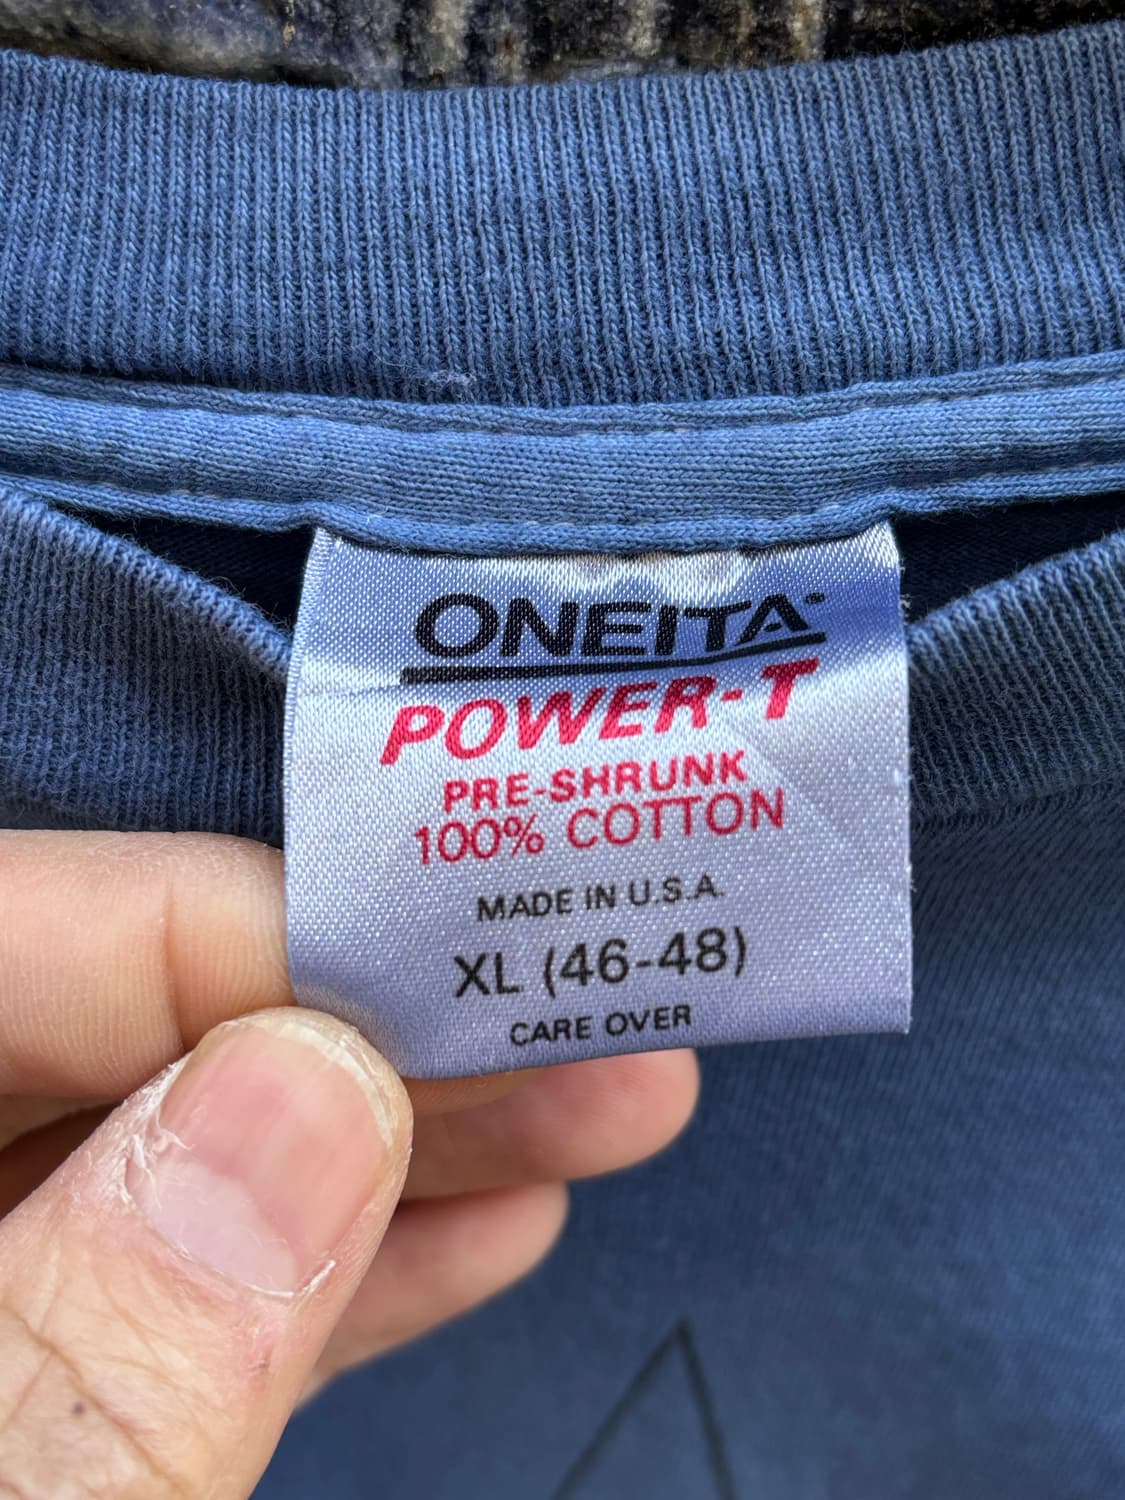 ONEITA
POWER-T
PRE-SHRUNK
100% COTTON
MADE IN U.S.A.
XL (46-48)
CARE OVER